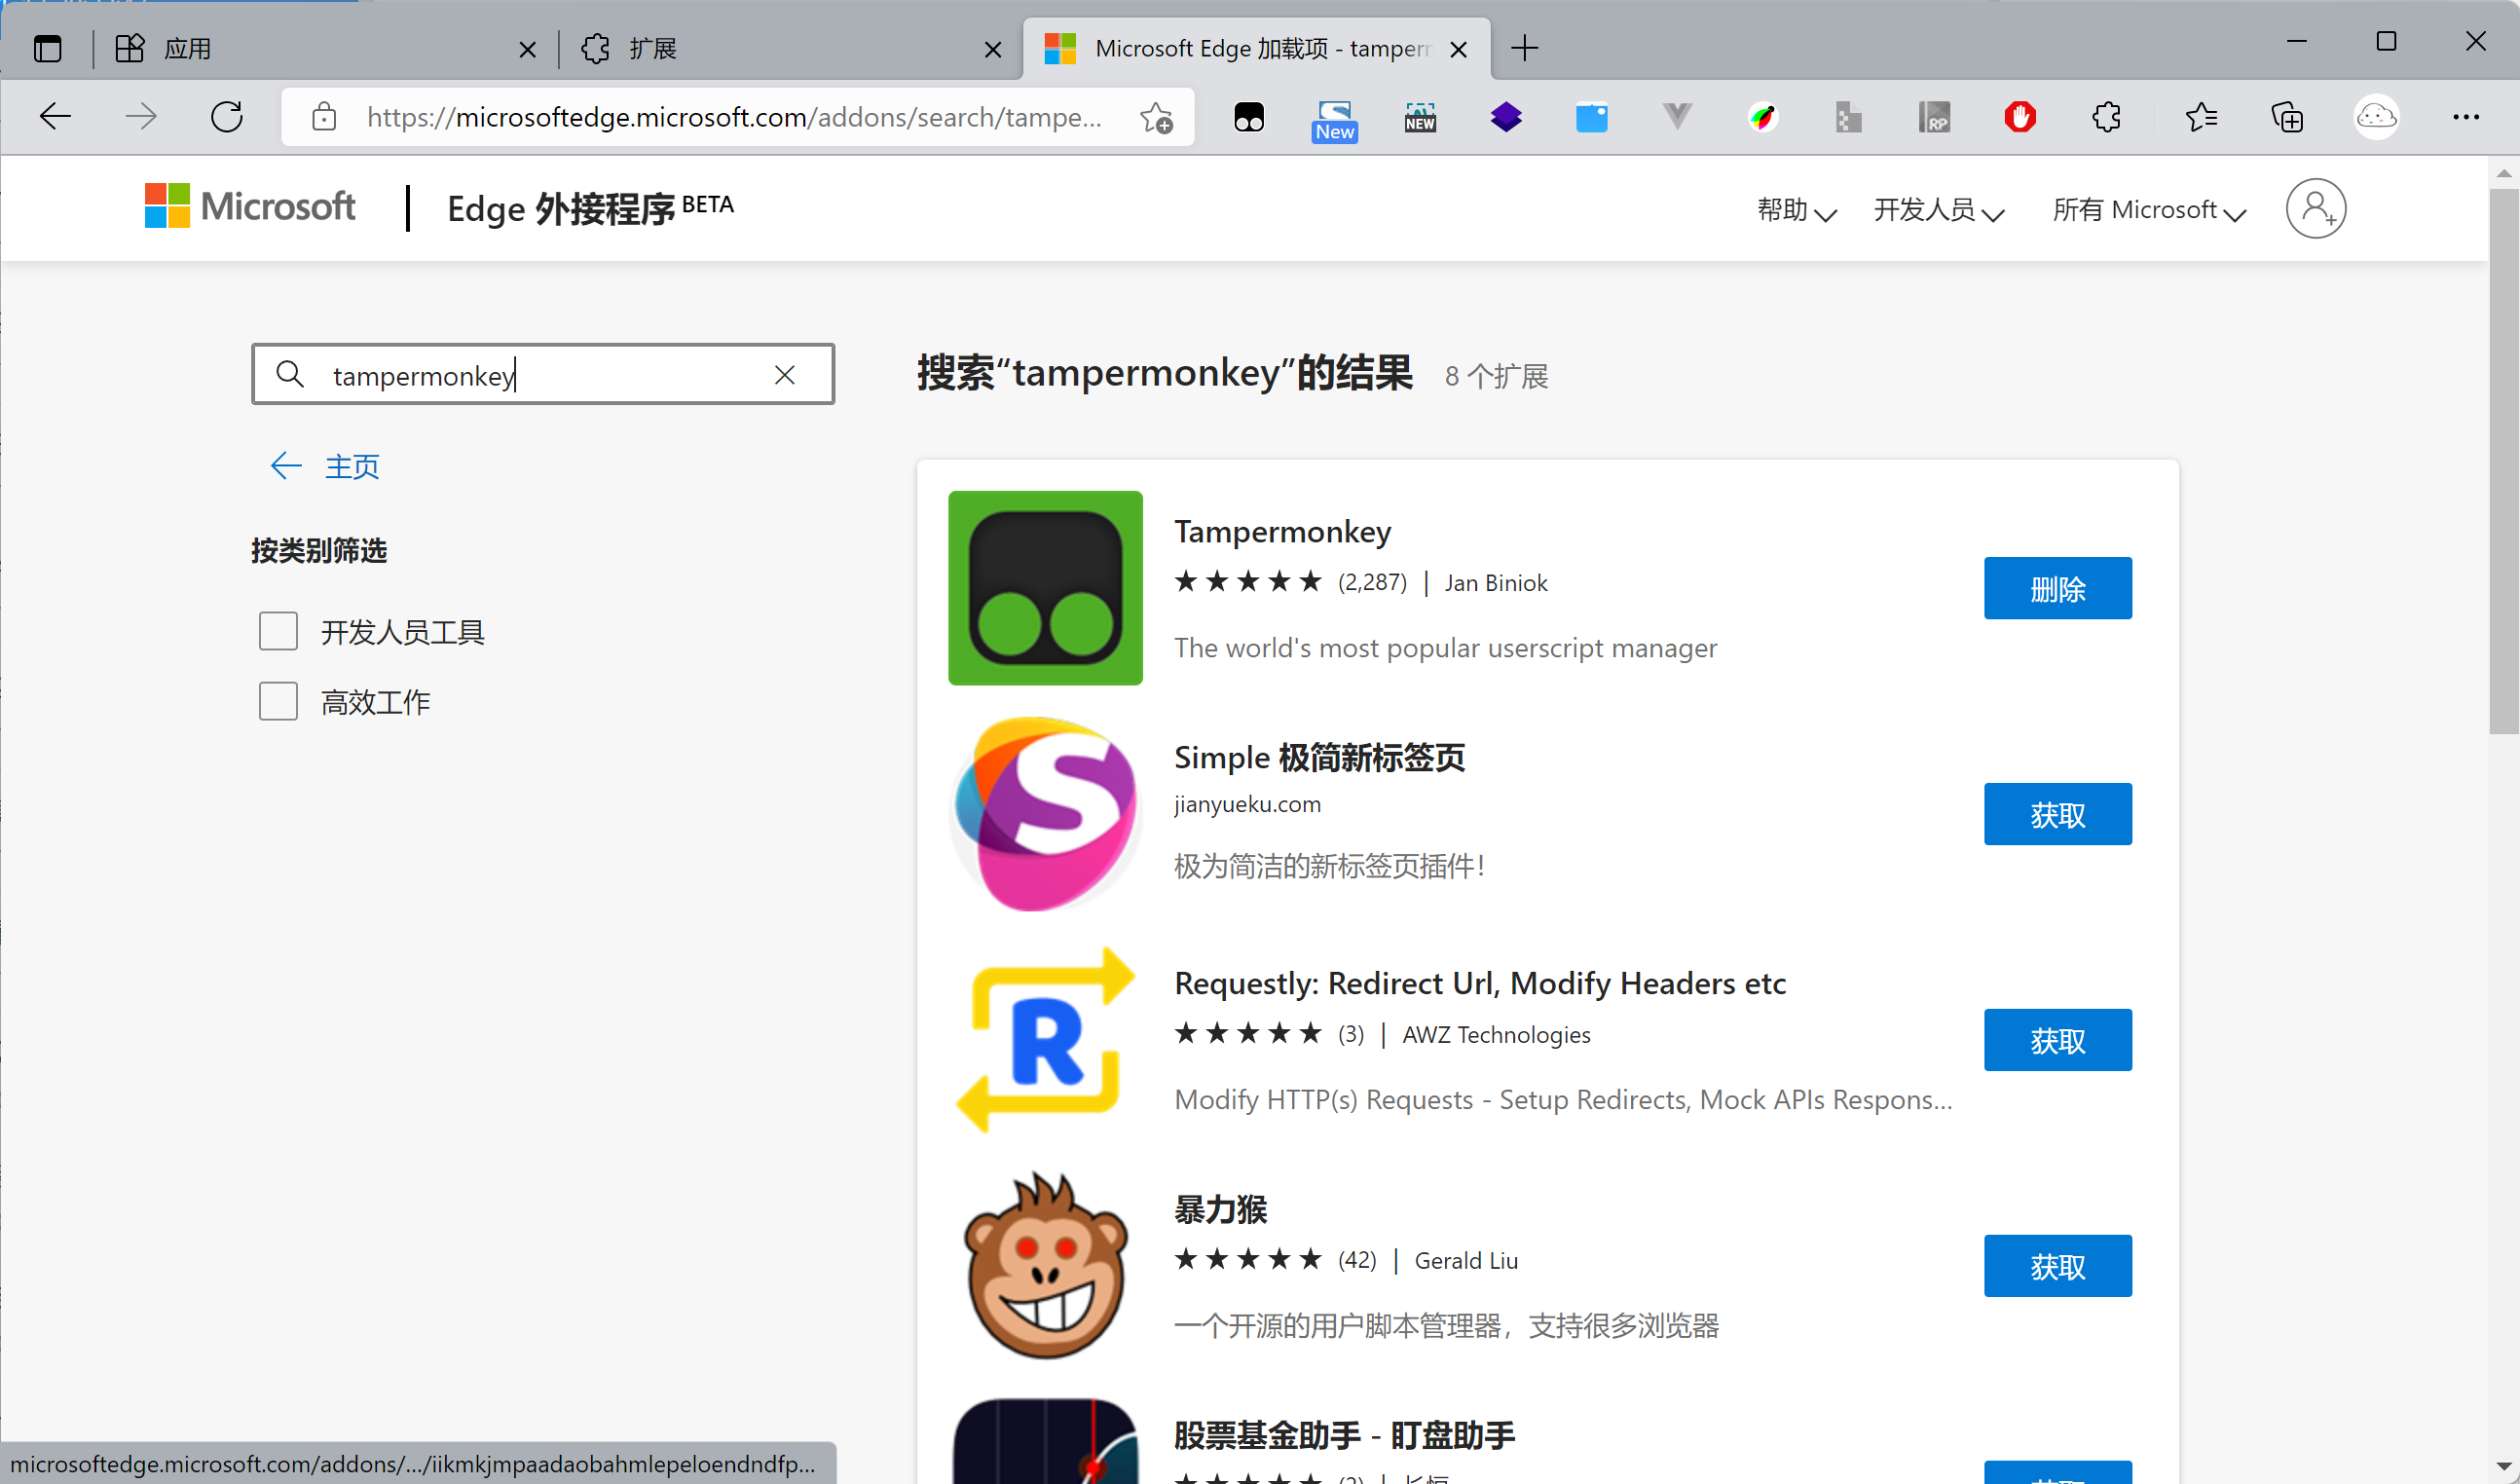 应用
扩展
Microsoft Edge 加载项 - tamperm
https://microsoftedge.microsoft.com/addons/search/tampe...
New
NEW
RP
Microsoft
Edge 外接程序 BETA
帮助
开发人员
所有 Microsoft
tampermonkey
主页
按类别筛选
开发人员工具
高效工作
搜索“tampermonkey”的结果 8 个扩展
Tampermonkey
(2,287) | Jan Biniok
The world's most popular userscript manager
删除
Simple 极简新标签页
jianyueku.com
极为简洁的新标签页插件!
获取
Requestly: Redirect Url, Modify Headers etc
(3) | AWZ Technologies
Modify HTTP(s) Requests - Setup Redirects, Mock APIs Respons...
获取
暴力猴
(42) | Gerald Liu
一个开源的用户脚本管理器，支持很多浏览器
获取
股票基金助手 - 盯盘助手
获取
microsoftedge.microsoft.com/addons/.../iikmkjmpaadaobahmlepeloendndfp...